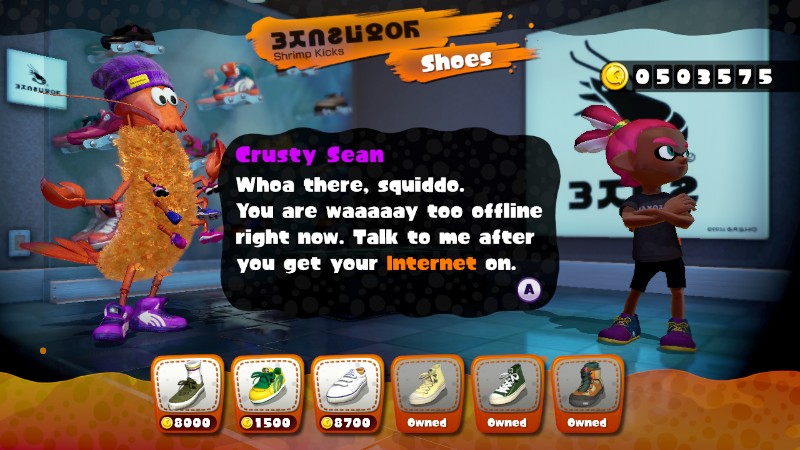 Shrimp Kicks
Shoes
0503575
Crusty Sean
Whoa there, squiddo.
You are waaaaay too offline
right now. Talk to me after
you get your Internet on.
A
8000
1500
8700
Owned
Owned
Owned